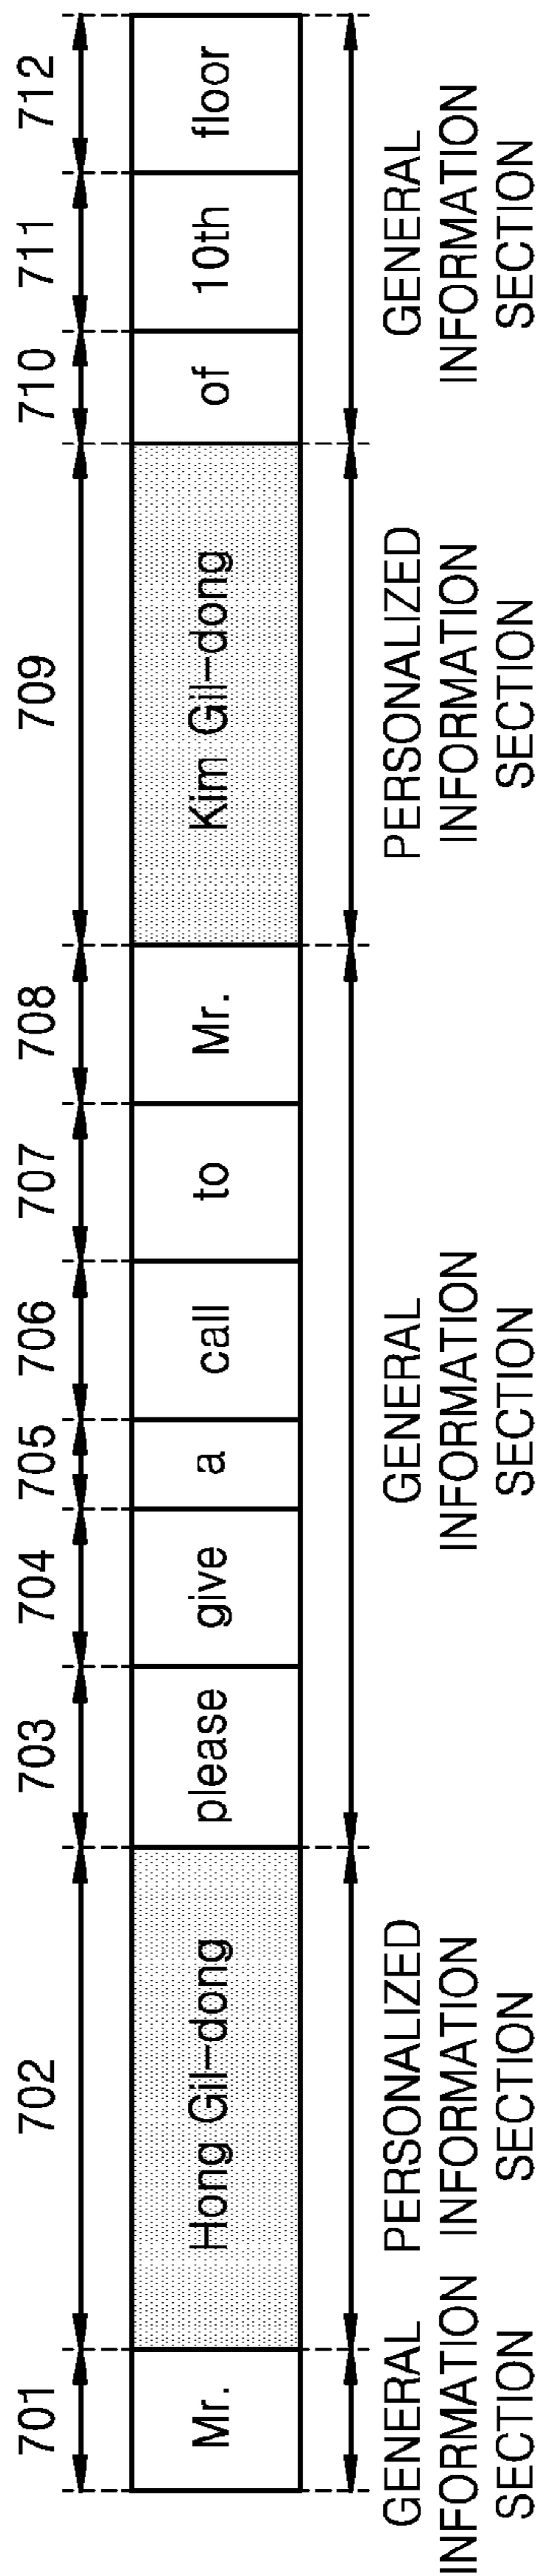 701 702 703 704 705 706 707 708 709 710 711 712
Mr. Hong Gil-dong please give a call to Mr. Kim Gil-dong of 10th floor
GENERAL
INFORMATION
SECTION
PERSONALIZED
INFORMATION
SECTION
GENERAL
INFORMATION
SECTION
PERSONALIZED
INFORMATION
SECTION
GENERAL
INFORMATION
SECTION